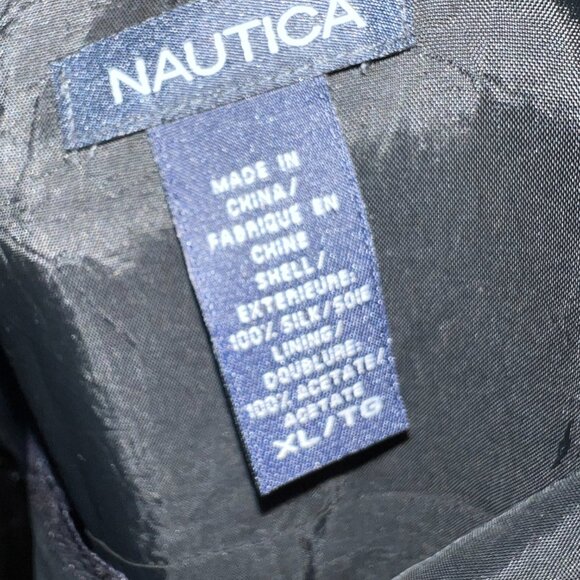 NAUTICA
MADE IN
CHINA/
FABRIQUE EN
CHINE
SHELL/
EXTERIEURE:
100% SILK/SOIE
LINING/
DOUBLURE:
100% ACETATE/
ACETATE
XL/TG